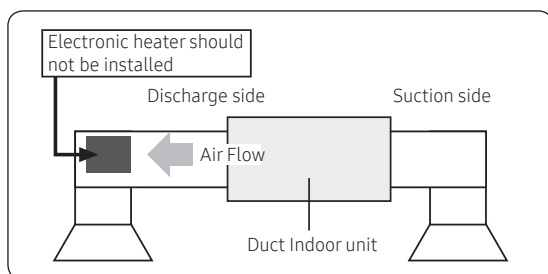 Electronic heater should
not be installed
Discharge side
Suction side
Air Flow
Duct Indoor unit